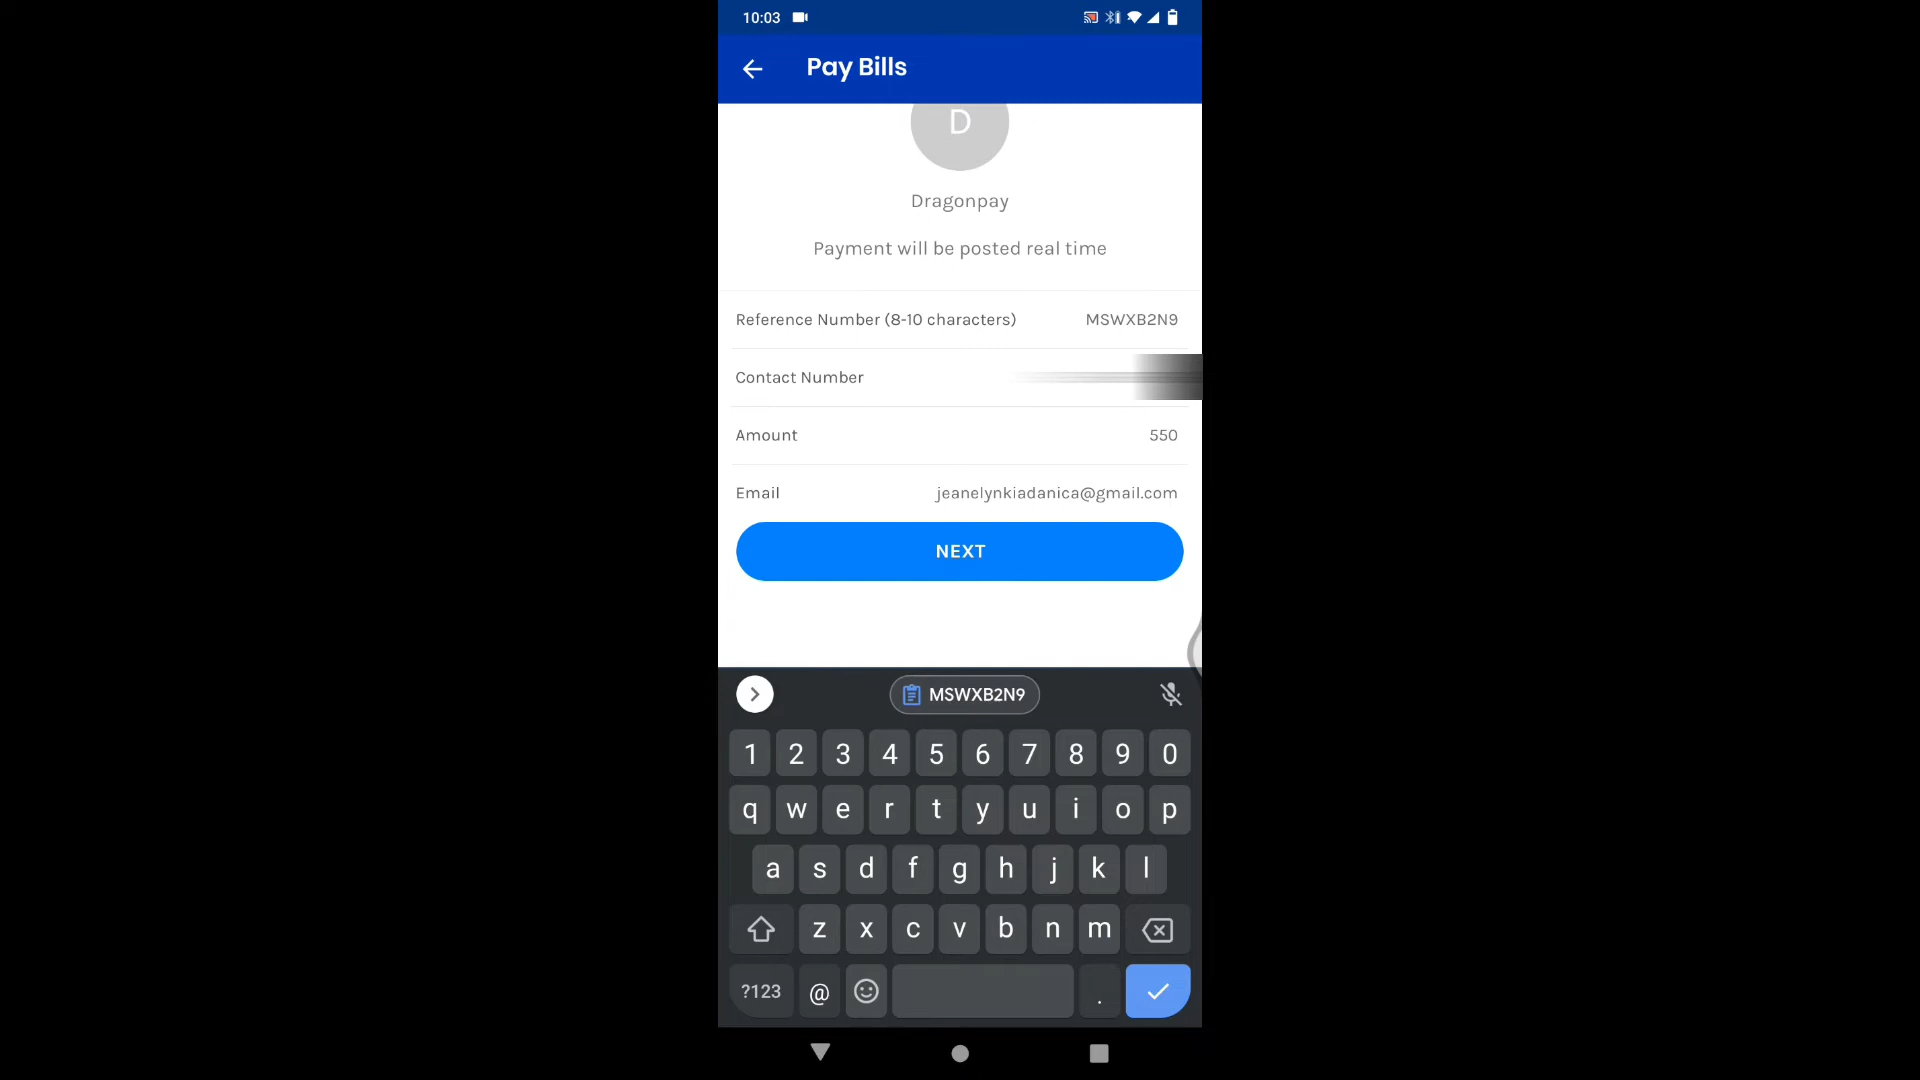 10:03
Pay Bills
D
Dragonpay
Payment will be posted real time
Reference Number (8-10 characters) MSWXB2N9
Contact Number
Amount 550
Email jeanelynkiadanica@gmail.com
NEXT
MSWXB2N9
1 2 3 4 5 6 7 8 9 0
q w e r t y u i o p
a s d f g h j k l
z x c v b n m
?123 @ .